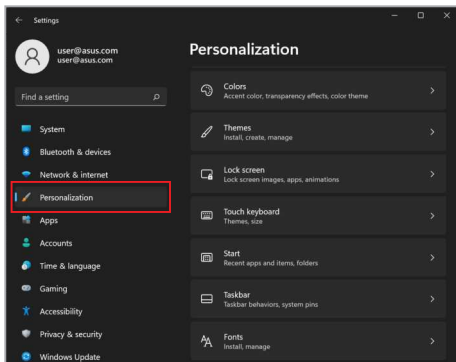 Settings
user@asus.com
user@asus.com
Find a setting
System
Bluetooth & devices
Network & internet
Personalization
Apps
Accounts
Time & language
Gaming
Accessibility
Privacy & security
Windows Update
Personalization
Colors
Accent color, transparency effects, color theme
Themes
Install, create, manage
Lock screen
Lock screen images, apps, animations
Touch keyboard
Themes, size
Start
Recent apps and items, folders
Taskbar
Taskbar behaviors, system pins
Fonts
Install, manage